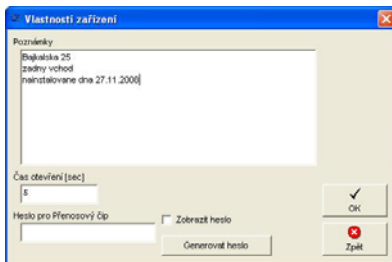 Vlastnosti zařízení
Poznámky
Bajkalska 25
zadny vchod
nainstalovane dna 27.11.2008
Čas otevření (sec)
5
Heslo pro Přenosový čip
Zobrazit heslo
Generovat heslo
OK
Zpět